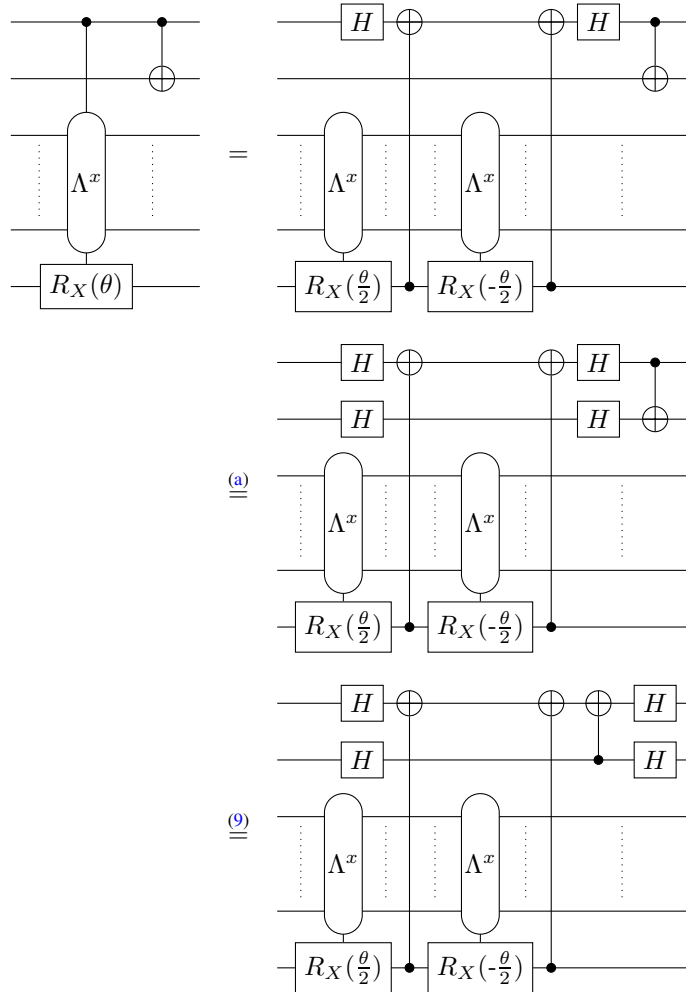 H H
=
Λ^x Λ^x Λ^x
R_X(θ) R_X(θ/2) R_X(-θ/2)
H H
H H
(a)
=
Λ^x Λ^x
R_X(θ/2) R_X(-θ/2)
H H
H H
(9)
=
Λ^x Λ^x
R_X(θ/2) R_X(-θ/2)